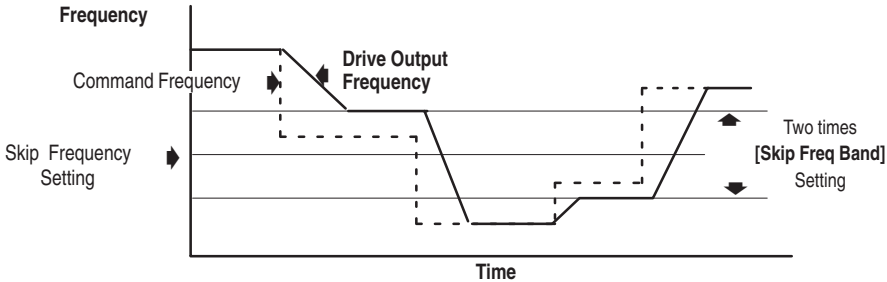 Frequency
Drive Output
Frequency
Command Frequency
Two times
[Skip Freq Band]
Setting
Skip Frequency
Setting
Time